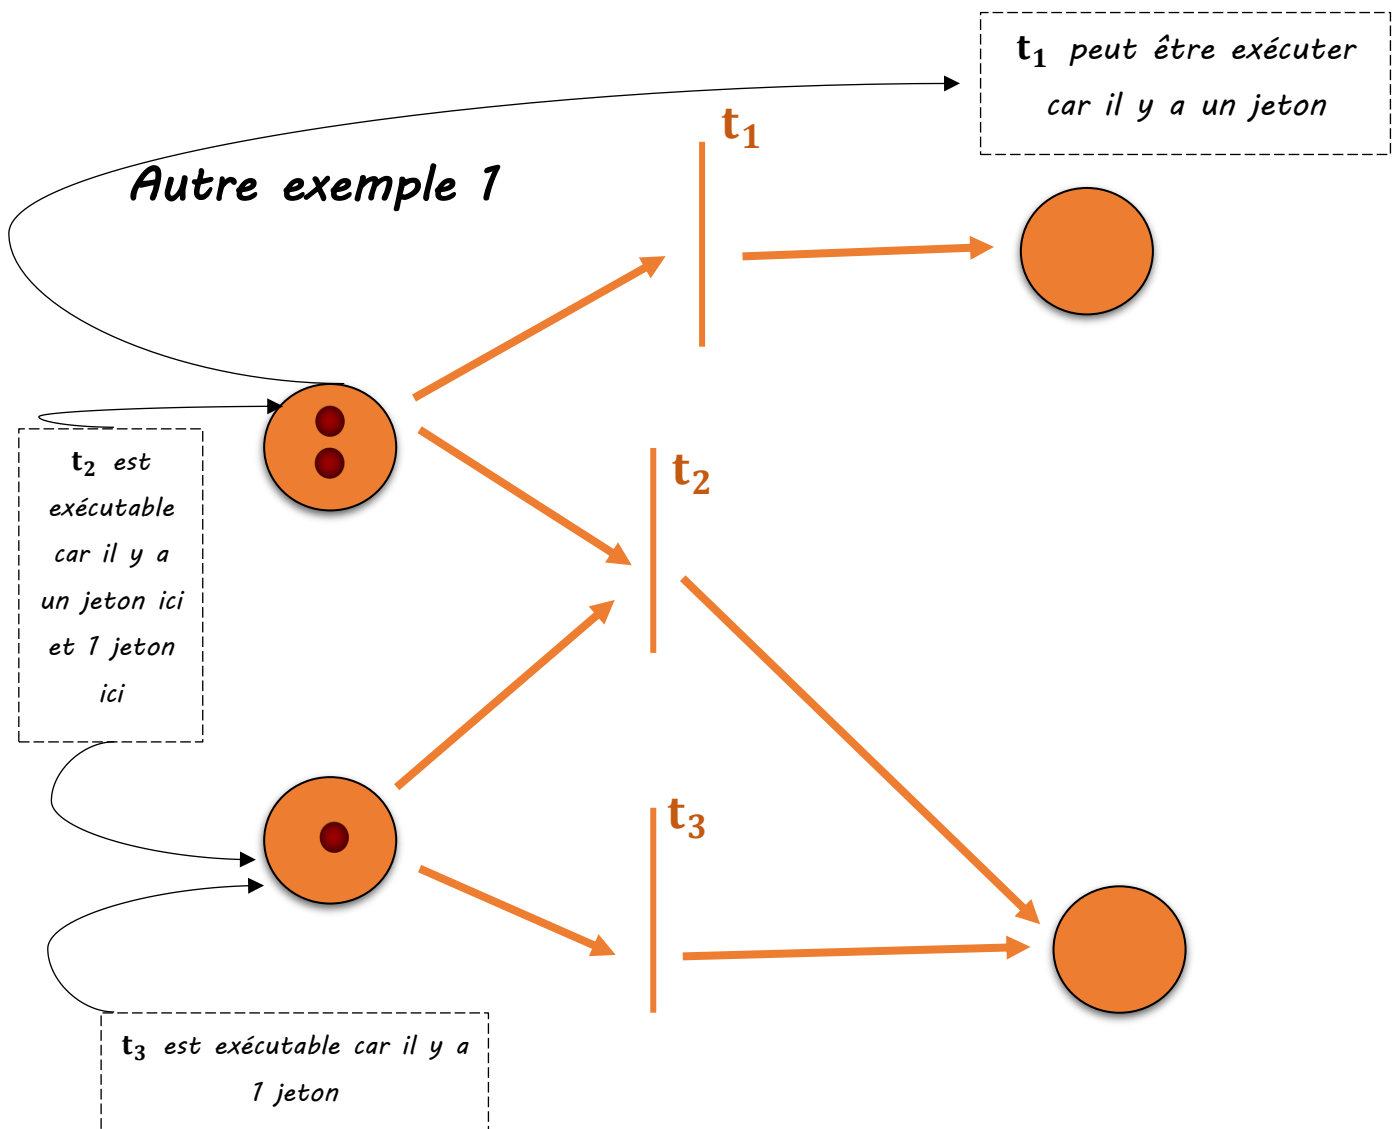 t₁ peut être exécuter
car il y a un jeton
t₁
Autre exemple 1
t₂ est
exécutable
car il y a
un jeton ici
et 1 jeton
ici
t₂
t₃
t₃ est exécutable car il y a
1 jeton